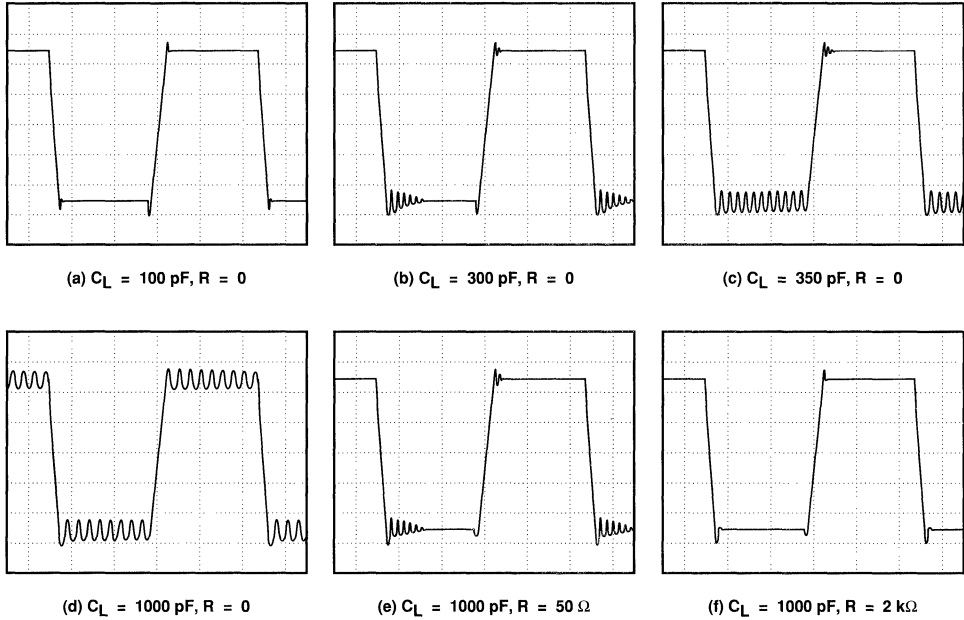 (a) CL = 100 pF, R = 0
(b) CL = 300 pF, R = 0
(c) CL = 350 pF, R = 0
(d) CL = 1000 pF, R = 0
(e) CL = 1000 pF, R = 50 Ω
(f) CL = 1000 pF, R = 2 kΩ